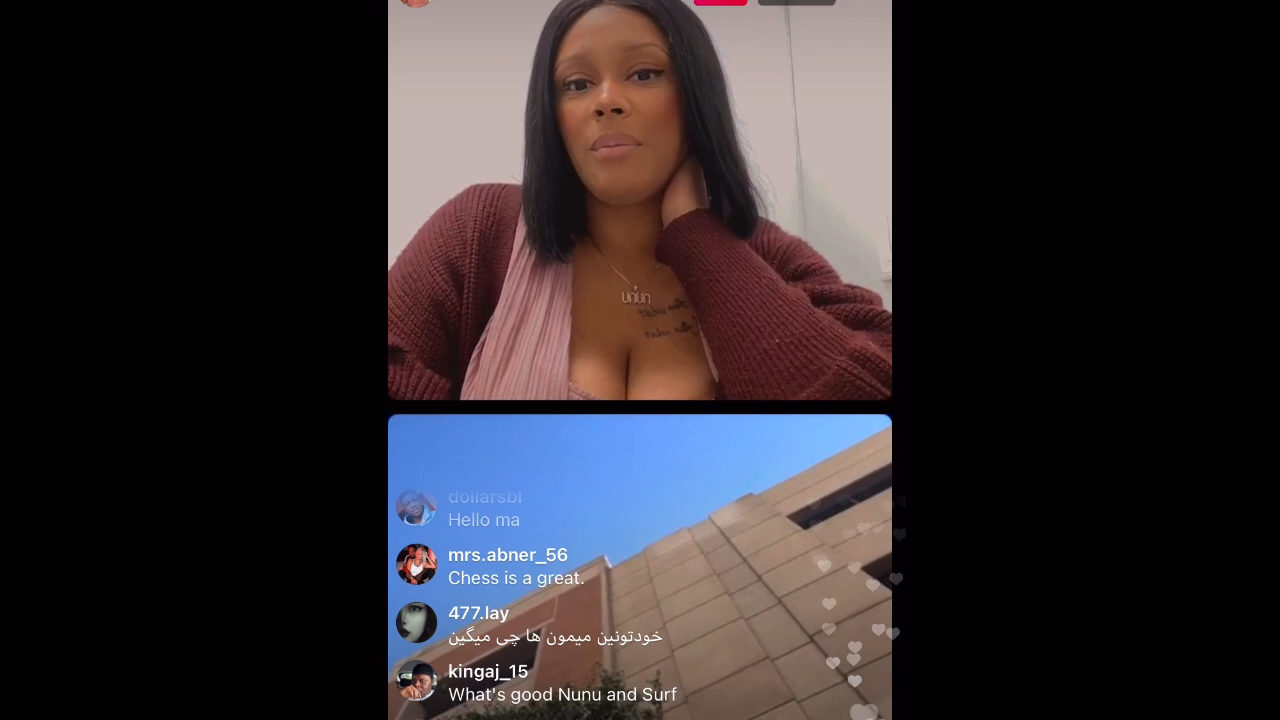 dollarsbl
Hello ma
mrs.abner_56
Chess is a great.
477.lay
خودتونین میمون ها چی میگین
kingaj_15
What's good Nunu and Surf